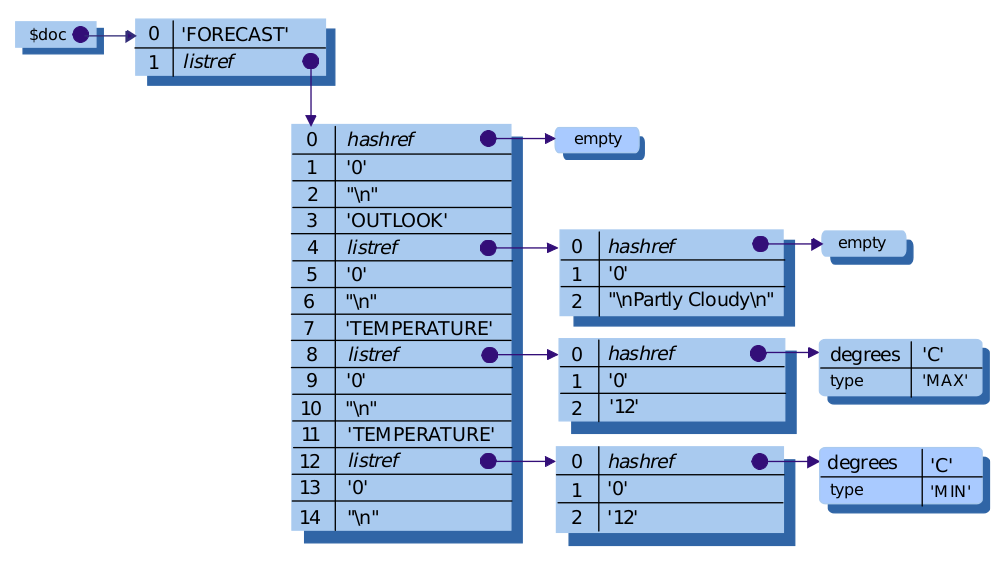 $doc
0 'FORECAST'
1 listref
0 hashref
empty
1 '0'
2 "\n"
3 'OUTLOOK'
4 listref
5 '0'
6 "\n"
7 'TEMPERATURE'
8 listref
9 '0'
10 "\n"
11 'TEMPERATURE'
12 listref
13 '0'
14 "\n"
0 hashref
1 '0'
2 "\nPartly Cloudy\n"
empty
0 hashref
1 '0'
2 '12'
degrees 'C'
type 'MAX'
0 hashref
1 '0'
2 '12'
degrees 'C'
type 'MIN'